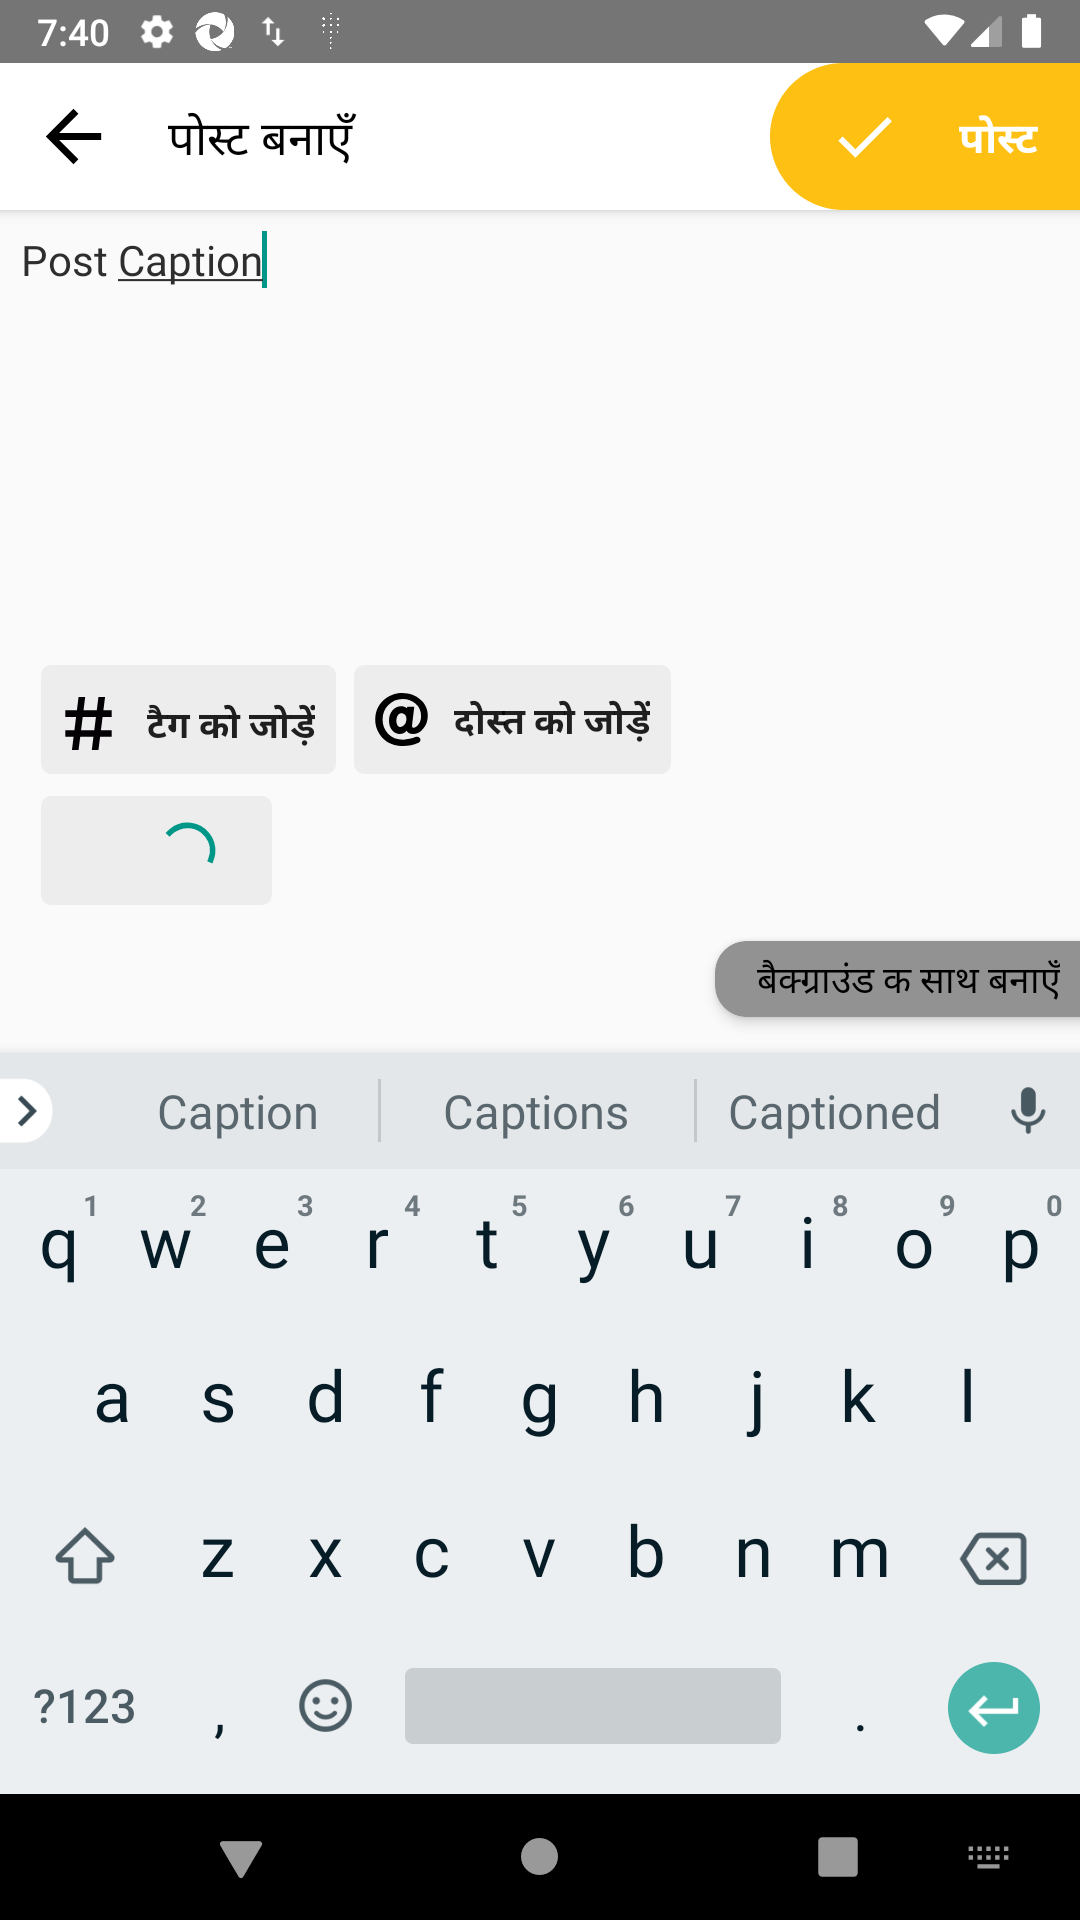 7:40
पोस्ट बनाएँ
पोस्ट
Post Caption
# टैग को जोड़ें
@ दोस्त को जोड़ें
बैकग्राउंड क साथ बनाएँ
Caption Captions Captioned
1 2 3 4 5 6 7 8 9 0
q w e r t y u i o p
a s d f g h j k l
z x c v b n m
?123 , .